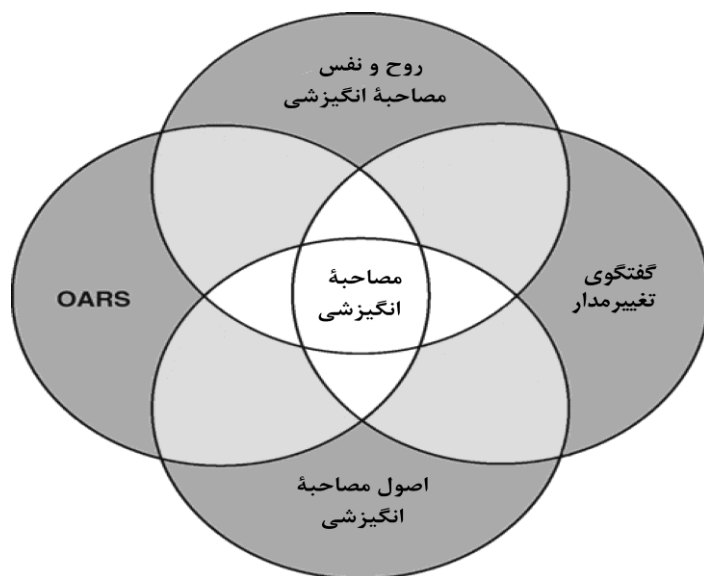 روح و نفس
مصاحبهٔ انگیزشی
OARS
مصاحبهٔ
انگیزشی
گفتگوی
تغییرمدار
اصول مصاحبهٔ
انگیزشی